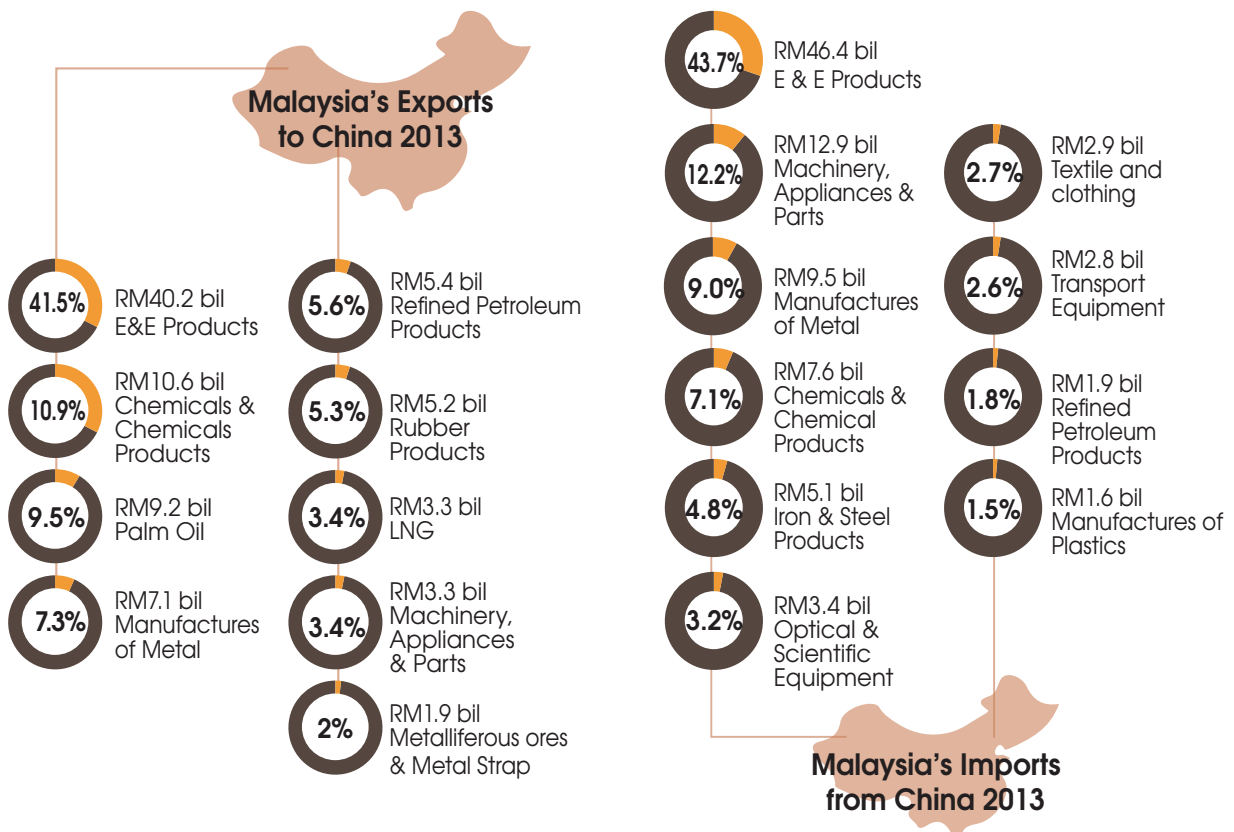 Malaysia's Exports
to China 2013
41.5%
RM40.2 bil
E&E Products
10.9%
RM10.6 bil
Chemicals &
Chemicals
Products
9.5%
RM9.2 bil
Palm Oil
7.3%
RM7.1 bil
Manufactures
of Metal
5.6%
RM5.4 bil
Refined Petroleum
Products
5.3%
RM5.2 bil
Rubber
Products
3.4%
RM3.3 bil
LNG
3.4%
RM3.3 bil
Machinery,
Appliances
& Parts
2%
RM1.9 bil
Metalliferous ores
& Metal Strap
43.7%
RM46.4 bil
E & E Products
12.2%
RM12.9 bil
Machinery,
Appliances &
Parts
9.0%
RM9.5 bil
Manufactures
of Metal
7.1%
RM7.6 bil
Chemicals &
Chemical
Products
4.8%
RM5.1 bil
Iron & Steel
Products
3.2%
RM3.4 bil
Optical &
Scientific
Equipment
2.7%
RM2.9 bil
Textile and
clothing
2.6%
RM2.8 bil
Transport
Equipment
1.8%
RM1.9 bil
Refined
Petroleum
Products
1.5%
RM1.6 bil
Manufactures of
Plastics
Malaysia's Imports
from China 2013